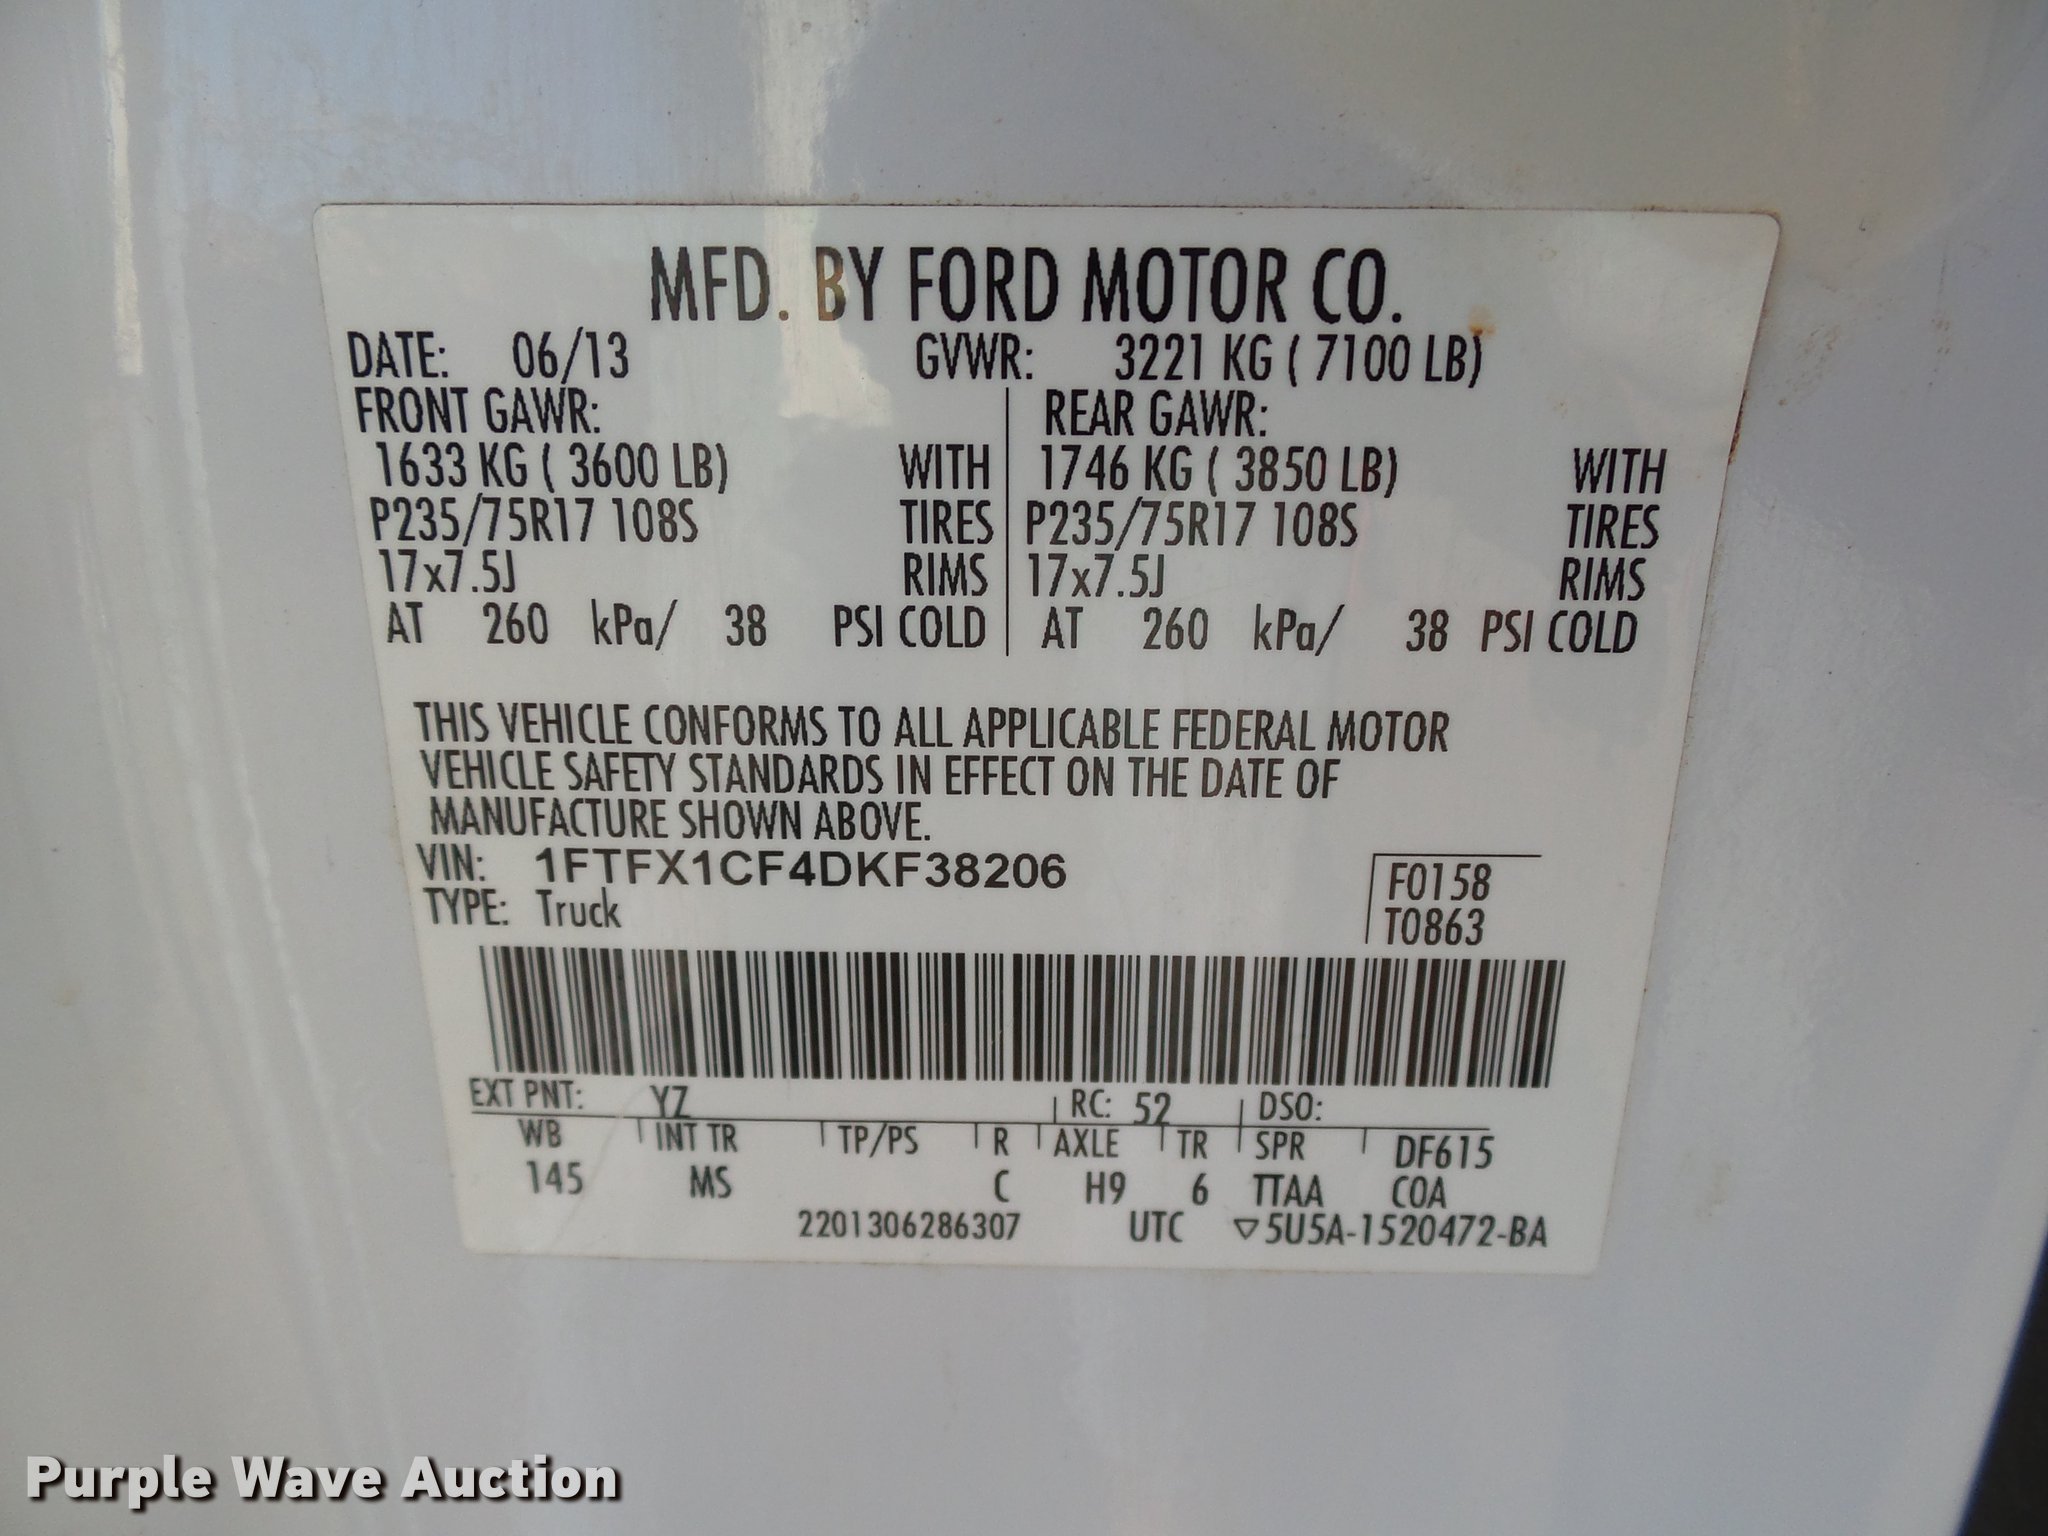 MFD. BY FORD MOTOR CO.
DATE: 06/13 GVWR: 3221 KG ( 7100 LB)
FRONT GAWR: REAR GAWR:
1633 KG ( 3600 LB) WITH 1746 KG ( 3850 LB) WITH
P235/75R17 108S TIRES P235/75R17 108S TIRES
17x7.5J RIMS 17x7.5J RIMS
AT 260 kPa/ 38 PSI COLD AT 260 kPa/ 38 PSI COLD
THIS VEHICLE CONFORMS TO ALL APPLICABLE FEDERAL MOTOR
VEHICLE SAFETY STANDARDS IN EFFECT ON THE DATE OF
MANUFACTURE SHOWN ABOVE.
VIN: 1FTFX1CF4DKF38206 F0158
TYPE: Truck T0863
EXT PNT: YZ RC: 52 DSO:
WB INT TR TP/PS R AXLE TR SPR DF615
145 MS C H9 6 TTAA COA
2201306286307 UTC ▽5U5A-1520472-BA
Purple Wave Auction